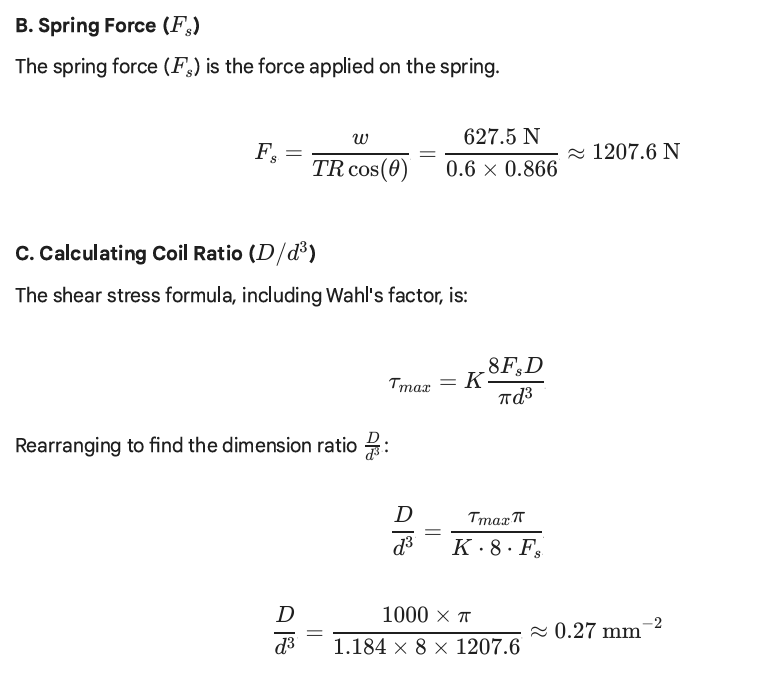 B. Spring Force (F_s)
The spring force (F_s) is the force applied on the spring.
F_s = \frac{w}{TR \cos(\theta)} = \frac{627.5 \text{ N}}{0.6 \times 0.866} \approx 1207.6 \text{ N}
C. Calculating Coil Ratio (D/d^3)
The shear stress formula, including Wahl's factor, is:
\tau_{max} = K \frac{8F_sD}{\pi d^3}
Rearranging to find the dimension ratio \frac{D}{d^3}:
\frac{D}{d^3} = \frac{\tau_{max}\pi}{K \cdot 8 \cdot F_s}
\frac{D}{d^3} = \frac{1000 \times \pi}{1.184 \times 8 \times 1207.6} \approx 0.27 \text{ mm}^{-2}